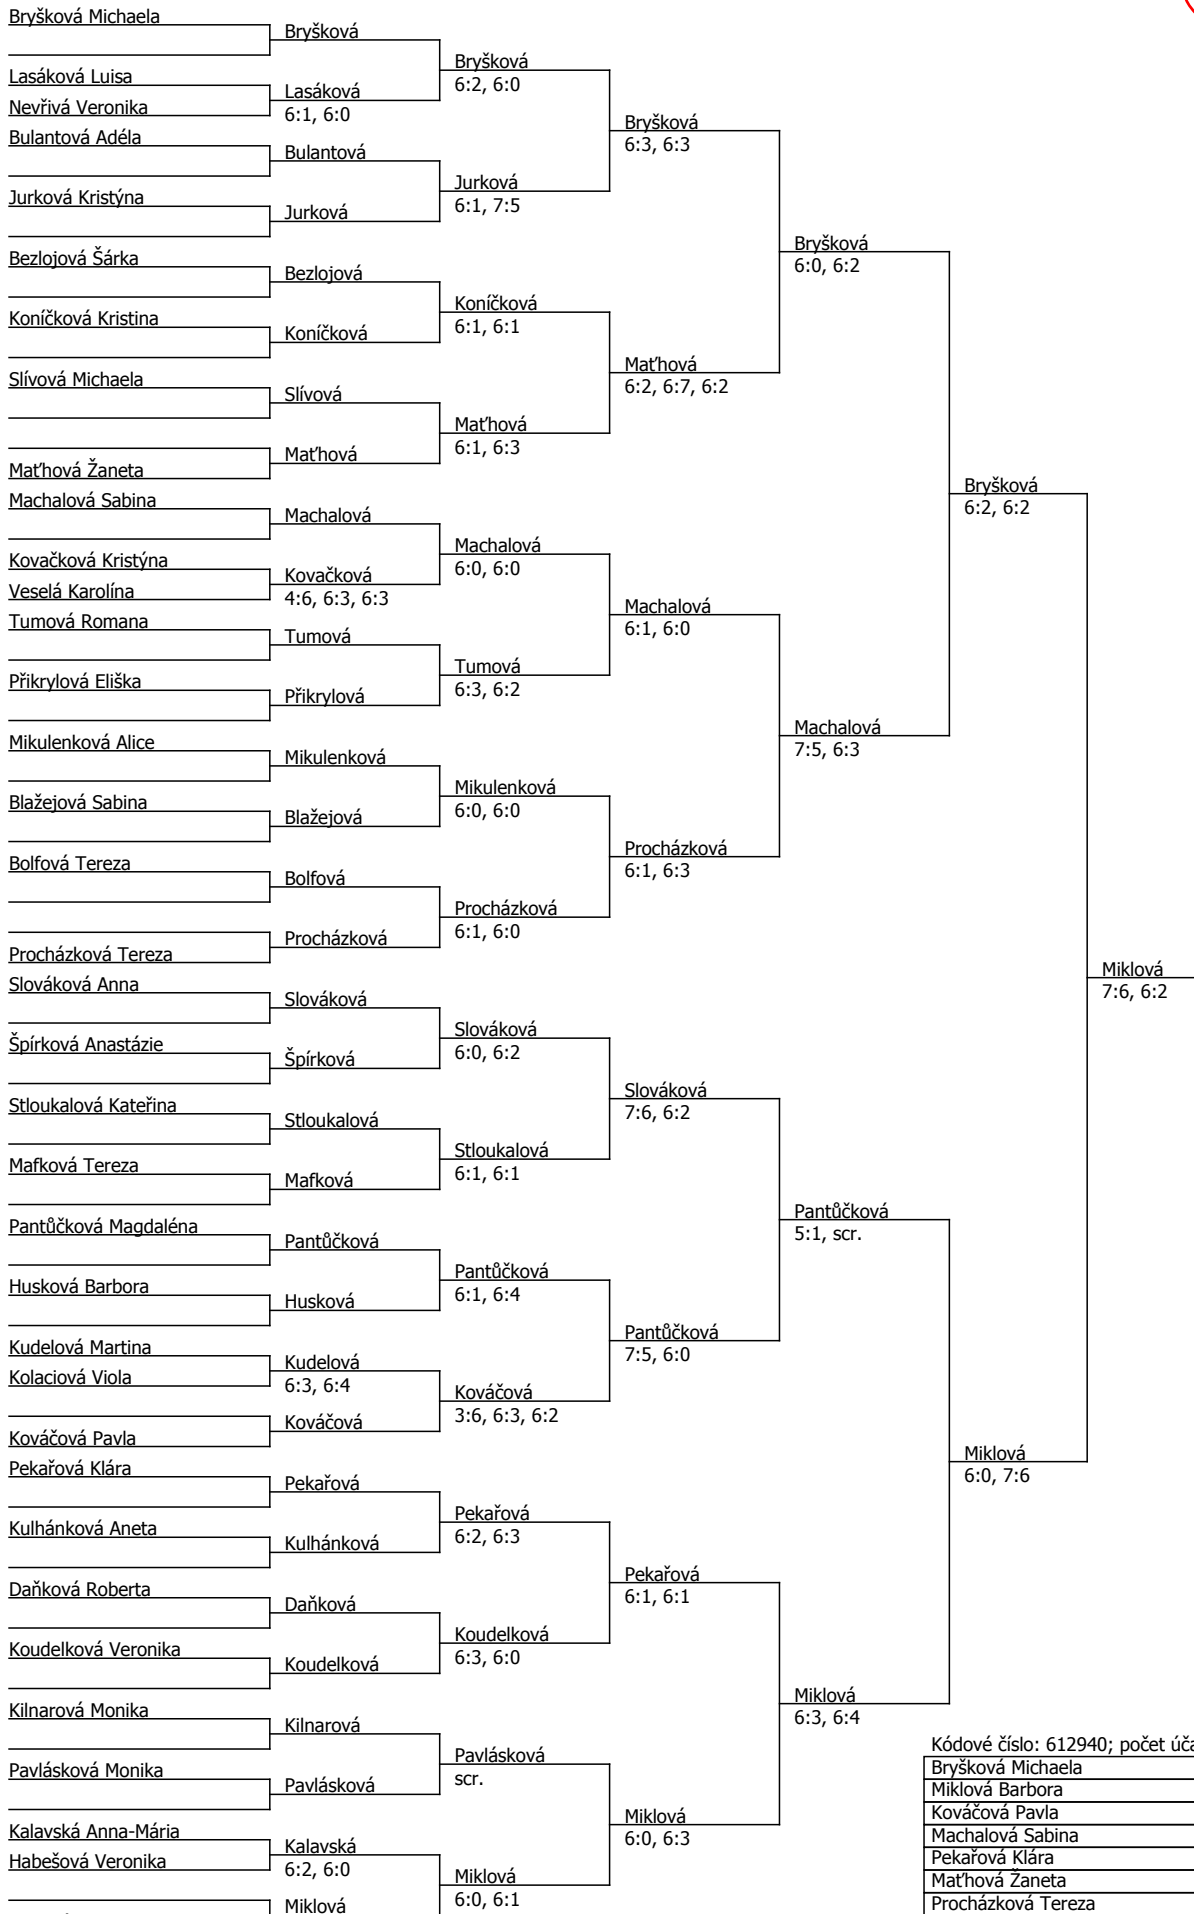 Bryšková Michaela
Lasáková Luisa
Nevřivá Veronika
Bulantová Adéla
Jurková Kristýna
Bezlojová Šárka
Koníčková Kristina
Slívová Michaela
Maťhová Žaneta
Machalová Sabina
Kovačková Kristýna
Veselá Karolína
Tumová Romana
Přikrylová Eliška
Mikulenková Alice
Blažejová Sabina
Bolfová Tereza
Procházková Tereza
Slováková Anna
Špírková Anastázie
Stloukalová Kateřina
Mafková Tereza
Pantůčková Magdaléna
Husková Barbora
Kudelová Martina
Kolaciová Viola
Kováčová Pavla
Pekařová Klára
Kulhánková Aneta
Daňková Roberta
Koudelková Veronika
Kilnarová Monika
Pavlásková Monika
Kalavská Anna-Mária
Habešová Veronika
Bryšková
Lasáková
6:1, 6:0
Bulantová
Jurková
Bezlojová
Koníčková
Slívová
Maťhová
Machalová
Kovačková
4:6, 6:3, 6:3
Tumová
Přikrylová
Mikulenková
Blažejová
Bolfová
Procházková
Slováková
Špírková
Stloukalová
Mafková
Pantůčková
Husková
Kudelová
6:3, 6:4
Kováčová
Pekařová
Kulhánková
Daňková
Koudelková
Kilnarová
Pavlásková
Kalavská
6:2, 6:0
Miklová
Bryšková
6:2, 6:0
Jurková
6:1, 7:5
Koníčková
6:1, 6:1
Maťhová
6:1, 6:3
Machalová
6:0, 6:0
Tumová
6:3, 6:2
Mikulenková
6:0, 6:0
Procházková
6:1, 6:0
Slováková
6:0, 6:2
Stloukalová
6:1, 6:1
Pantůčková
6:1, 6:4
Kováčová
3:6, 6:3, 6:2
Pekařová
6:2, 6:3
Koudelková
6:3, 6:0
Pavlásková
scr.
Miklová
6:0, 6:1
Bryšková
6:3, 6:3
Maťhová
6:2, 6:7, 6:2
Machalová
6:1, 6:0
Procházková
6:1, 6:3
Slováková
7:6, 6:2
Pantůčková
7:5, 6:0
Pekařová
6:1, 6:1
Miklová
6:0, 6:3
Bryšková
6:0, 6:2
Machalová
7:5, 6:3
Pantůčková
5:1, scr.
Miklová
6:3, 6:4
Bryšková
6:2, 6:2
Miklová
6:0, 7:6
Miklová
7:6, 6:2
Kódové číslo: 612940; počet úča
Bryšková Michaela
Miklová Barbora
Kováčová Pavla
Machalová Sabina
Pekařová Klára
Maťhová Žaneta
Procházková Tereza